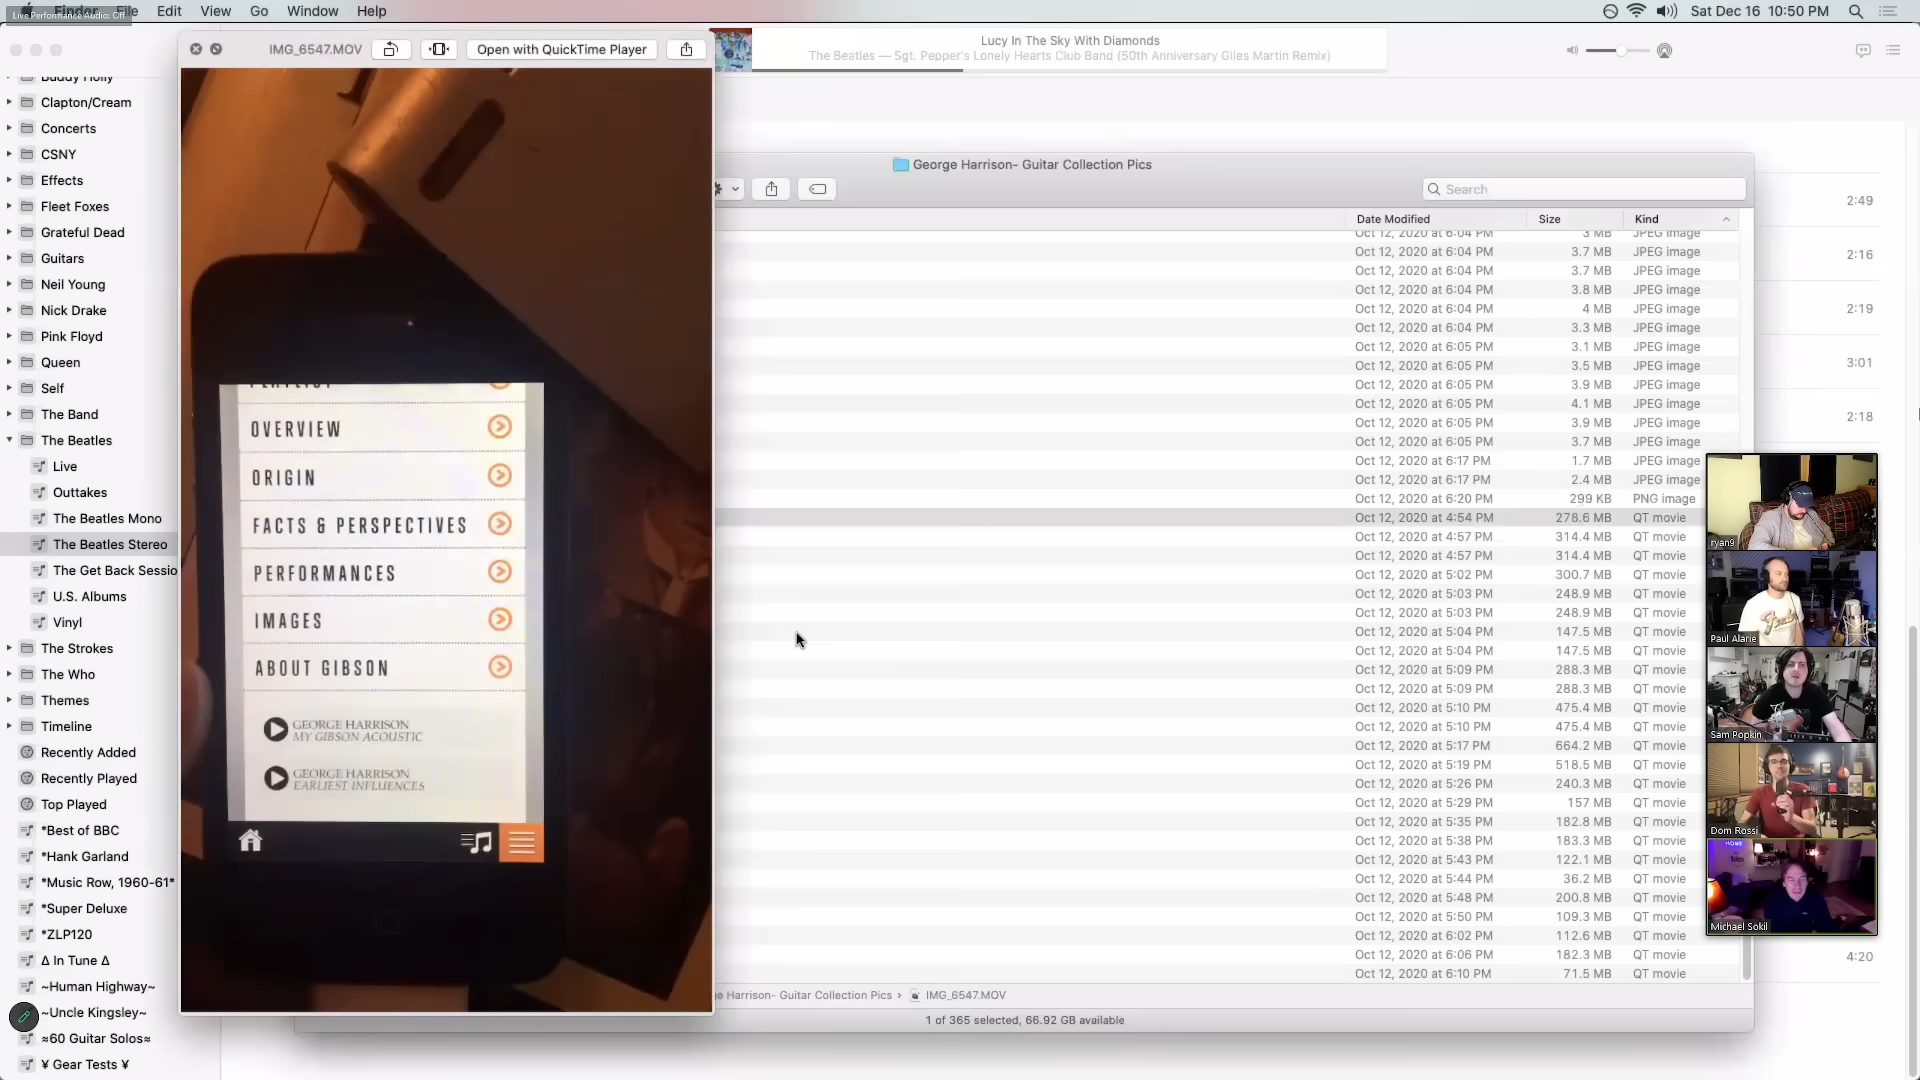 Finder File Edit View Go Window Help
Live Performance Audio: Off
Sat Dec 16 10:50 PM
IMG_6547.MOV
Open with QuickTime Player
Lucy In The Sky With Diamonds
The Beatles — Sgt. Pepper's Lonely Hearts Club Band (50th Anniversary Giles Martin Remix)
Buddy Holly
Clapton/Cream
Concerts
CSNY
Effects
Fleet Foxes
Grateful Dead
Guitars
Neil Young
Nick Drake
Pink Floyd
Queen
Self
The Band
The Beatles
Live
Outtakes
The Beatles Mono
The Beatles Stereo
The Get Back Sessio
U.S. Albums
Vinyl
The Strokes
The Who
Themes
Timeline
Recently Added
Recently Played
Top Played
*Best of BBC
*Hank Garland
*Music Row, 1960-61*
*Super Deluxe
*ZLP120
Δ In Tune Δ
~Human Highway~
~Uncle Kingsley~
≈60 Guitar Solos≈
¥ Gear Tests ¥
PLAYLIST
OVERVIEW
ORIGIN
FACTS & PERSPECTIVES
PERFORMANCES
IMAGES
ABOUT GIBSON
GEORGE HARRISON
MY GIBSON ACOUSTIC
GEORGE HARRISON
EARLIEST INFLUENCES
George Harrison- Guitar Collection Pics
Search
Date Modified Size Kind
Oct 12, 2020 at 6:04 PM 3 MB JPEG image
Oct 12, 2020 at 6:04 PM 3.7 MB JPEG image
Oct 12, 2020 at 6:04 PM 3.7 MB JPEG image
Oct 12, 2020 at 6:04 PM 3.8 MB JPEG image
Oct 12, 2020 at 6:04 PM 4 MB JPEG image
Oct 12, 2020 at 6:04 PM 3.3 MB JPEG image
Oct 12, 2020 at 6:05 PM 3.1 MB JPEG image
Oct 12, 2020 at 6:05 PM 3.5 MB JPEG image
Oct 12, 2020 at 6:05 PM 3.9 MB JPEG image
Oct 12, 2020 at 6:05 PM 4.1 MB JPEG image
Oct 12, 2020 at 6:05 PM 3.9 MB JPEG image
Oct 12, 2020 at 6:05 PM 3.7 MB JPEG image
Oct 12, 2020 at 6:17 PM 1.7 MB JPEG image
Oct 12, 2020 at 6:17 PM 2.4 MB JPEG image
Oct 12, 2020 at 6:20 PM 299 KB PNG image
Oct 12, 2020 at 4:54 PM 278.6 MB QT movie
Oct 12, 2020 at 4:57 PM 314.4 MB QT movie
Oct 12, 2020 at 4:57 PM 314.4 MB QT movie
Oct 12, 2020 at 5:02 PM 300.7 MB QT movie
Oct 12, 2020 at 5:03 PM 248.9 MB QT movie
Oct 12, 2020 at 5:03 PM 248.9 MB QT movie
Oct 12, 2020 at 5:04 PM 147.5 MB QT movie
Oct 12, 2020 at 5:04 PM 147.5 MB QT movie
Oct 12, 2020 at 5:09 PM 288.3 MB QT movie
Oct 12, 2020 at 5:09 PM 288.3 MB QT movie
Oct 12, 2020 at 5:10 PM 475.4 MB QT movie
Oct 12, 2020 at 5:10 PM 475.4 MB QT movie
Oct 12, 2020 at 5:17 PM 664.2 MB QT movie
Oct 12, 2020 at 5:19 PM 518.5 MB QT movie
Oct 12, 2020 at 5:26 PM 240.3 MB QT movie
Oct 12, 2020 at 5:29 PM 157 MB QT movie
Oct 12, 2020 at 5:35 PM 182.8 MB QT movie
Oct 12, 2020 at 5:38 PM 183.3 MB QT movie
Oct 12, 2020 at 5:43 PM 122.1 MB QT movie
Oct 12, 2020 at 5:44 PM 36.2 MB QT movie
Oct 12, 2020 at 5:48 PM 200.8 MB QT movie
Oct 12, 2020 at 5:50 PM 109.3 MB QT movie
Oct 12, 2020 at 6:02 PM 112.6 MB QT movie
Oct 12, 2020 at 6:06 PM 182.3 MB QT movie
Oct 12, 2020 at 6:10 PM 71.5 MB QT movie
ge Harrison- Guitar Collection Pics › IMG_6547.MOV
1 of 365 selected, 66.92 GB available
2:49
2:16
2:19
3:01
2:18
4:20
ryan9
Paul Alarie
Sam Popkin
Dom Rossi
HOME
Michael Sokil